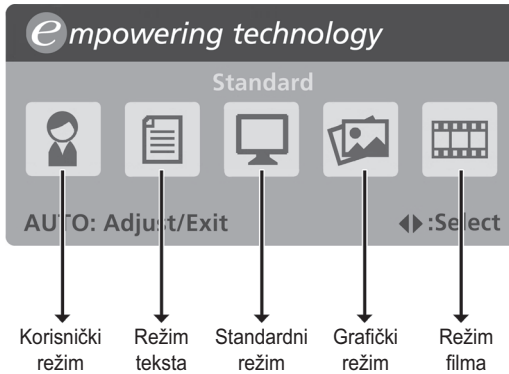 empowering technology
Standard
AUTO: Adjust/Exit ◀▶:Select
Korisnički režim
Režim teksta
Standardni režim
Grafički režim
Režim filma